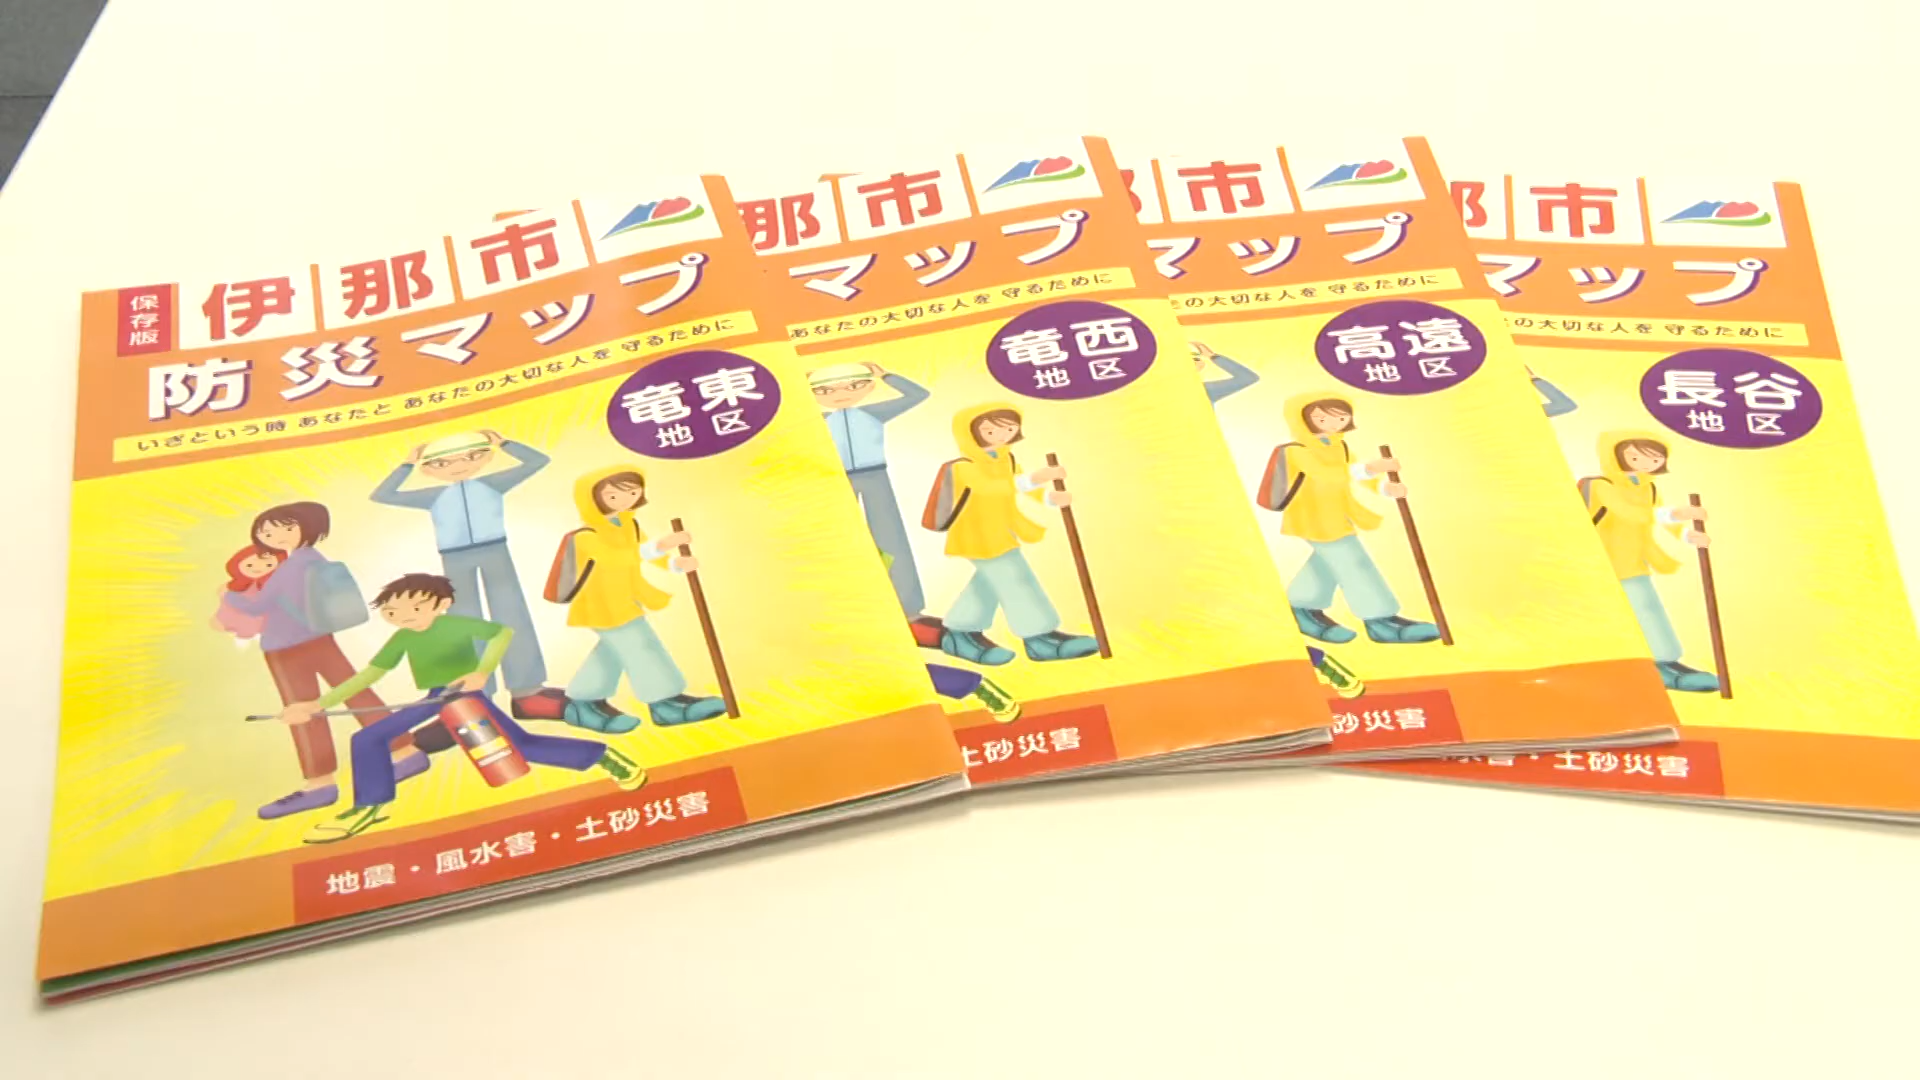 保存版
伊那市
防災マップ
いざという時 あなたと あなたの大切な人を 守るために
竜東
地区
地震・風水害・土砂災害
那市
マップ
あなたの大切な人を 守るために
竜西
地区
土砂災害
市
マップ
の大切な人を 守るために
高遠
地区
砂災害
市
マップ
の大切な人を 守るために
長谷
地区
水害・土砂災害